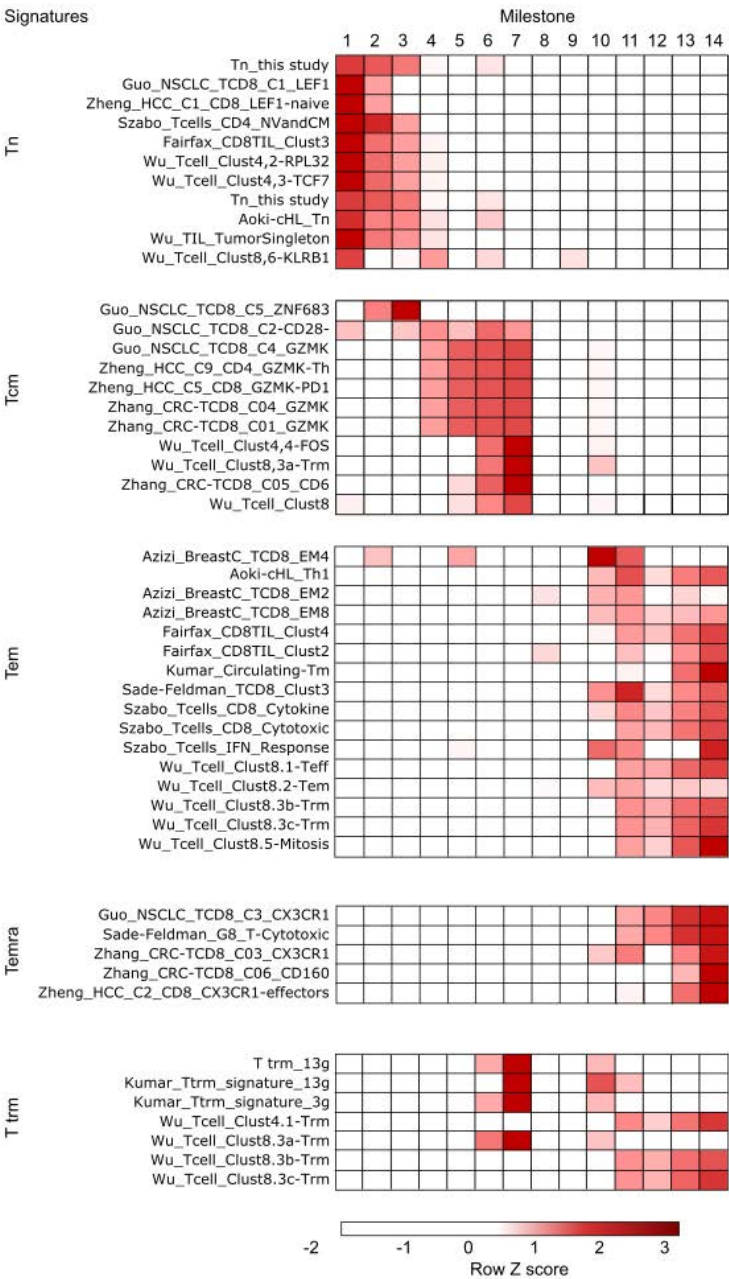 Signatures Milestone
1 2 3 4 5 6 7 8 9 10 11 12 13 14
Tn
Tn_this study
Guo_NSCLC_TCD8_C1_LEF1
Zheng_HCC_C1_CD8_LEF1-naive
Szabo_Tcells_CD4_NVandCM
Fairfax_CD8TIL_Clust3
Wu_Tcell_Clust4,2-RPL32
Wu_Tcell_Clust4,3-TCF7
Tn_this study
Aoki-cHL_Tn
Wu_TIL_TumorSingleton
Wu_Tcell_Clust8,6-KLRB1
Tcm
Guo_NSCLC_TCD8_C5_ZNF683
Guo_NSCLC_TCD8_C2-CD28-
Guo_NSCLC_TCD8_C4_GZMK
Zheng_HCC_C9_CD4_GZMK-Th
Zheng_HCC_C5_CD8_GZMK-PD1
Zhang_CRC-TCD8_C04_GZMK
Zhang_CRC-TCD8_C01_GZMK
Wu_Tcell_Clust4,4-FOS
Wu_Tcell_Clust8,3a-Trm
Zhang_CRC-TCD8_C05_CD6
Wu_Tcell_Clust8
Tem
Azizi_BreastC_TCD8_EM4
Aoki-cHL_Th1
Azizi_BreastC_TCD8_EM2
Azizi_BreastC_TCD8_EM8
Fairfax_CD8TIL_Clust4
Fairfax_CD8TIL_Clust2
Kumar_Circulating-Tm
Sade-Feldman_TCD8_Clust3
Szabo_Tcells_CD8_Cytokine
Szabo_Tcells_CD8_Cytotoxic
Szabo_Tcells_IFN_Response
Wu_Tcell_Clust8.1-Teff
Wu_Tcell_Clust8.2-Tem
Wu_Tcell_Clust8.3b-Trm
Wu_Tcell_Clust8.3c-Trm
Wu_Tcell_Clust8.5-Mitosis
Temra
Guo_NSCLC_TCD8_C3_CX3CR1
Sade-Feldman_G8_T-Cytotoxic
Zhang_CRC-TCD8_C03_CX3CR1
Zhang_CRC-TCD8_C06_CD160
Zheng_HCC_C2_CD8_CX3CR1-effectors
T trm
T trm_13g
Kumar_Ttrm_signature_13g
Kumar_Ttrm_signature_3g
Wu_Tcell_Clust4.1-Trm
Wu_Tcell_Clust8.3a-Trm
Wu_Tcell_Clust8.3b-Trm
Wu_Tcell_Clust8.3c-Trm
-2 -1 0 1 2 3
Row Z score